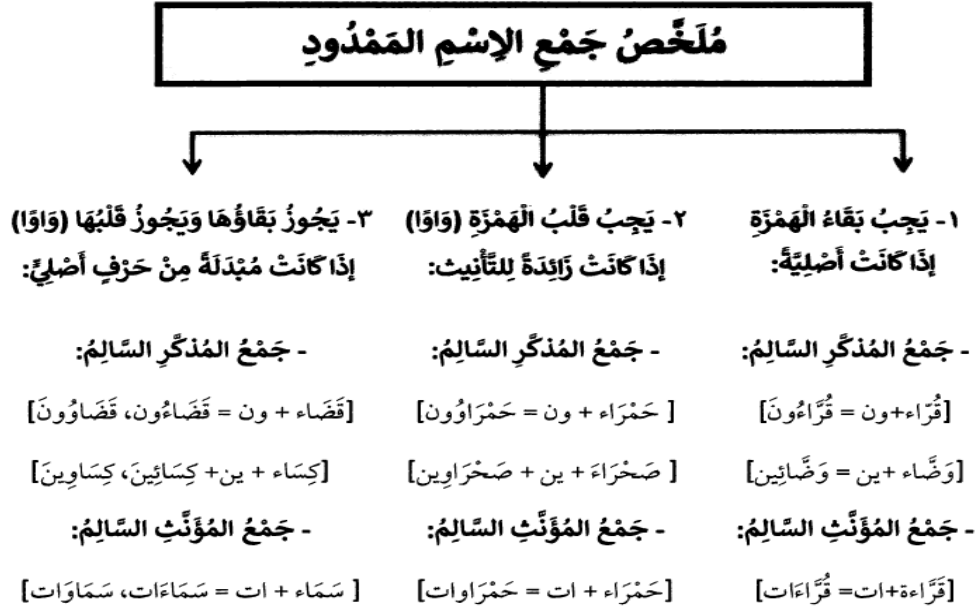 مُلَخَّصُ جَمْعِ الِاسْمِ المَمْدُودِ
١- يَجِبُ بَقَاءُ الْهَمْزَةِ
إذَا كَانَتْ أَصْلِيَّةً:
- جَمْعُ المُذكَّرِ السَّالِمُ:
[قُرّاء+ون = قُرَّاءُونَ]
[وَضَّاء +ين = وَضَّائِين]
- جَمْعُ المُؤَنَّثِ السَّالِمُ:
[قَرَّاءة+ات= قُرَّاءَات]
٢- يَجِبُ قَلْبُ الْهَمْزَةِ (وَاوًا)
إذَا كَانَتْ زَائِدَةً لِلتَّأْنِيث:
- جَمْعُ المُذكَّرِ السَّالِمُ:
[ حَمْرَاء + ون = حَمْرَاوُون]
[ صَحْرَاءَ + ين + صَحْرَاوِين]
- جَمْعُ المُؤَنَّثِ السَّالِمُ:
[حَمْرَاء + ات = حَمْرَاوات]
٣- يَجُوزُ بَقَاؤُهَا وَيَجُوزُ قَلْبُهَا (وَاوًا)
إذَا كَانَتْ مُبْدَلَةً مِنْ حَرْفٍ أَصْلِيٍّ:
- جَمْعُ المُذكَّرِ السَّالِمُ:
[قَضَاء + ون = قَضَاءُون، قَضَاوُونَ]
[كِسَاء + ين+ كِسَائِينَ، كِسَاوِينَ]
- جَمْعُ المُؤَنَّثِ السَّالِمُ:
[ سَمَاء + ات = سَمَاءَات، سَمَاوَات]